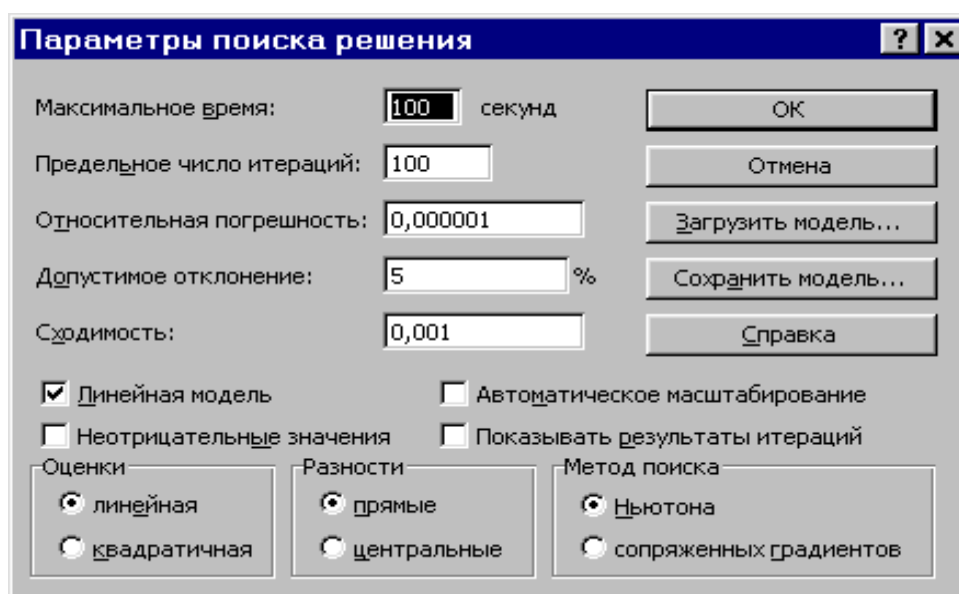 Параметры поиска решения
Максимальное время: 100 секунд OK
Предельное число итераций: 100 Отмена
Относительная погрешность: 0,000001 Загрузить модель...
Допустимое отклонение: 5 % Сохранить модель...
Сходимость: 0,001 Справка
Линейная модель Автоматическое масштабирование
Неотрицательные значения Показывать результаты итераций
Оценки Разности Метод поиска
линейная прямые Ньютона
квадратичная центральные сопряженных градиентов